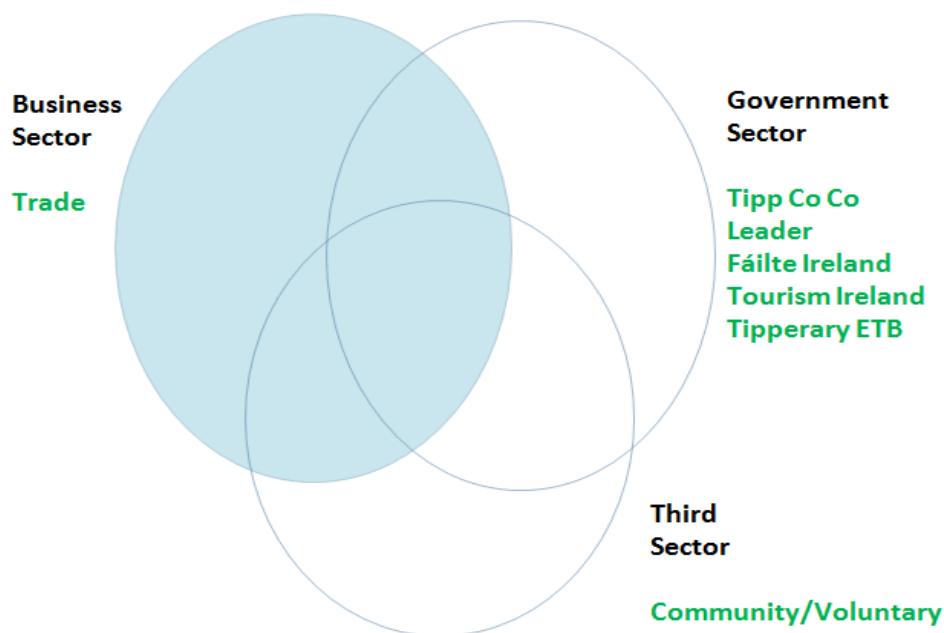 Business
Sector
Trade
Government
Sector
Tipp Co Co
Leader
Fáilte Ireland
Tourism Ireland
Tipperary ETB
Third
Sector
Community/Voluntary